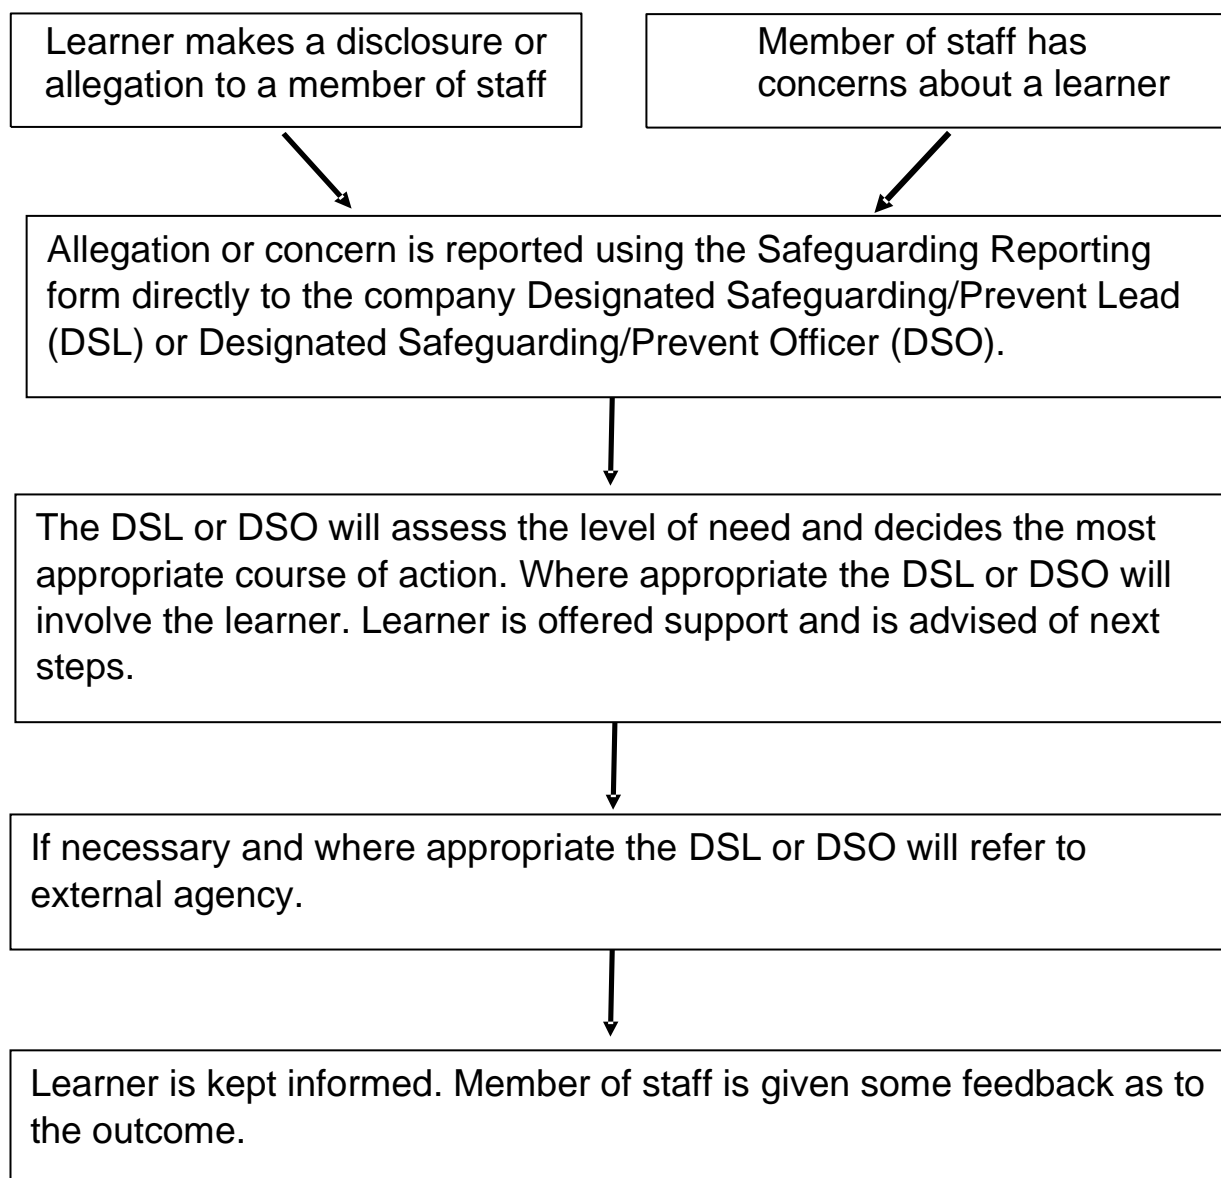 Learner makes a disclosure or
allegation to a member of staff
Member of staff has
concerns about a learner
Allegation or concern is reported using the Safeguarding Reporting
form directly to the company Designated Safeguarding/Prevent Lead
(DSL) or Designated Safeguarding/Prevent Officer (DSO).
The DSL or DSO will assess the level of need and decides the most
appropriate course of action. Where appropriate the DSL or DSO will
involve the learner. Learner is offered support and is advised of next
steps.
If necessary and where appropriate the DSL or DSO will refer to
external agency.
Learner is kept informed. Member of staff is given some feedback as to
the outcome.